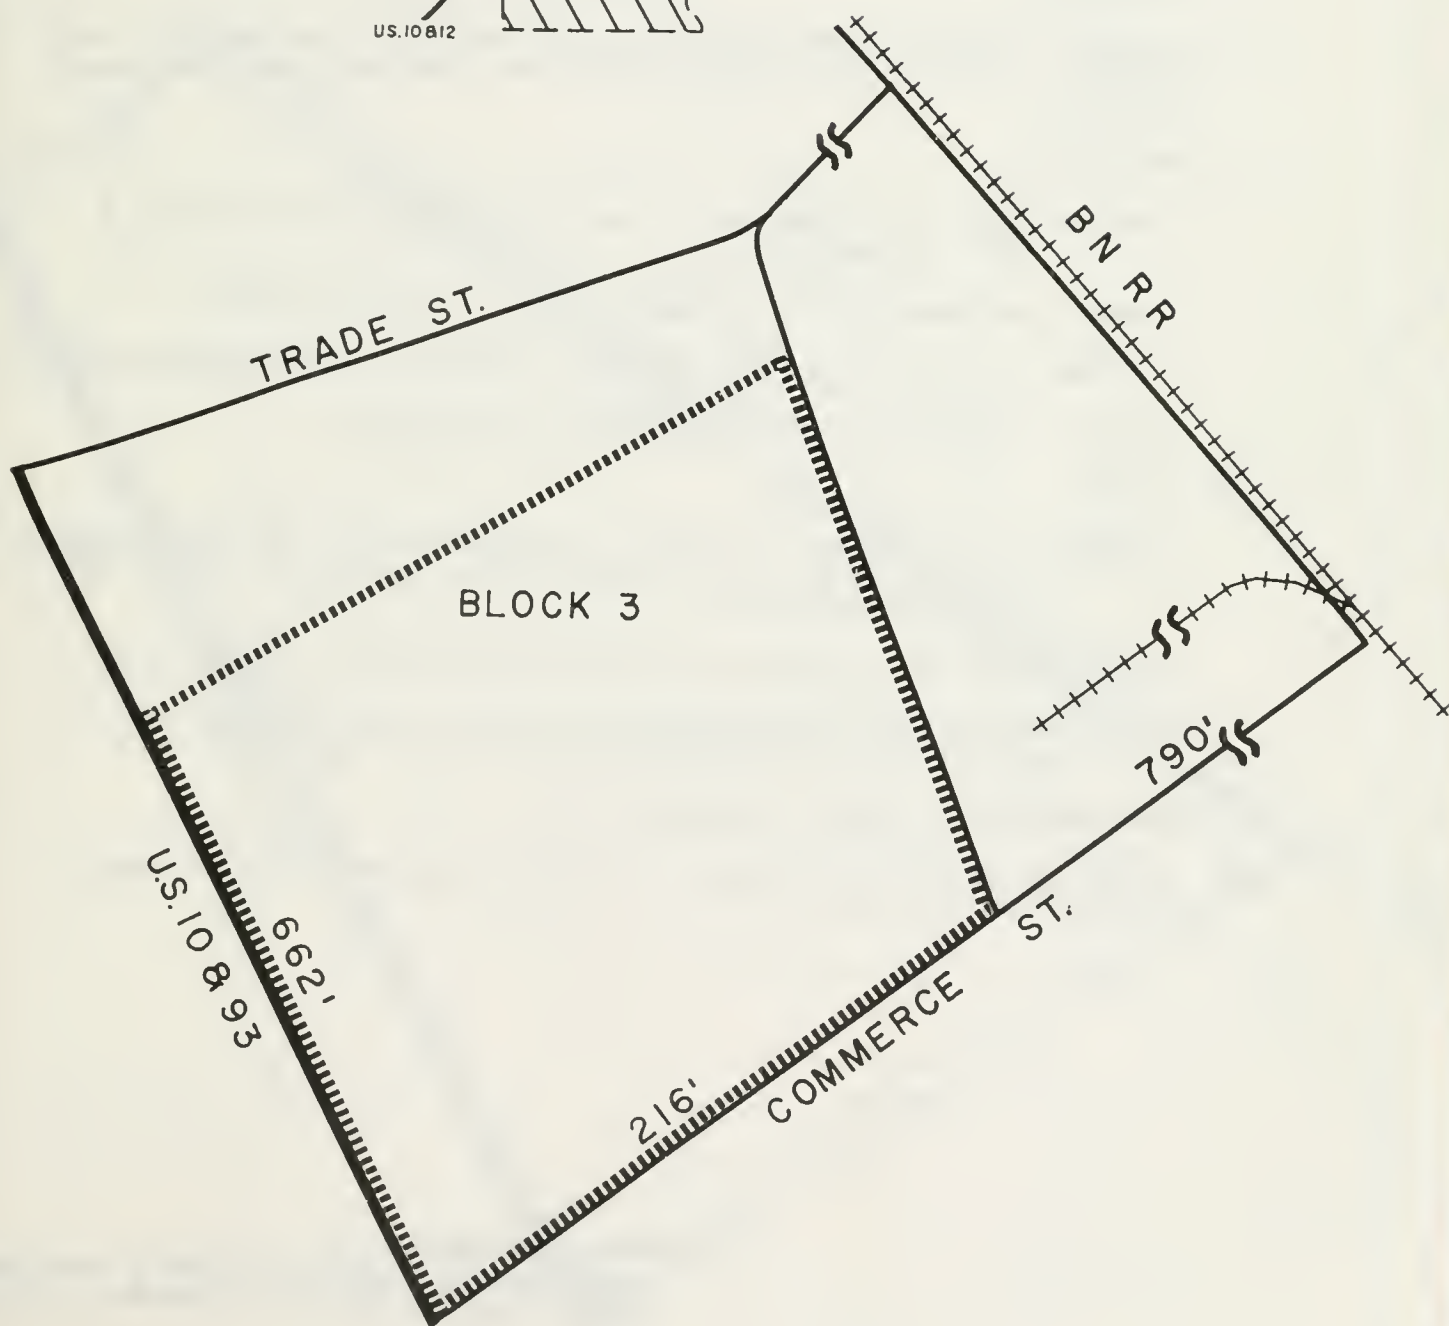 US.10&12
BN RR
TRADE ST.
BLOCK 3
790'
U.S. 10 & 93
662'
216'
COMMERCE ST.